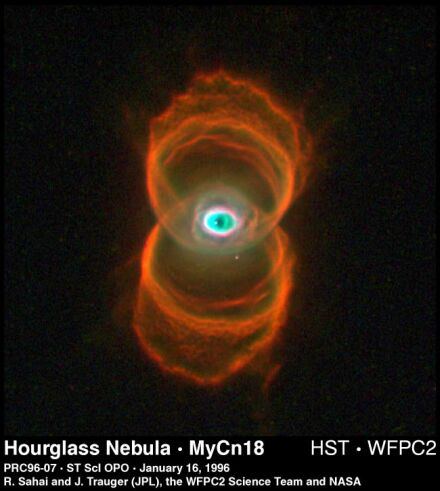 Hourglass Nebula · MyCn18 HST · WFPC2
PRC96-07 · ST ScI OPO · January 16, 1996
R. Sahai and J. Trauger (JPL), the WFPC2 Science Team and NASA